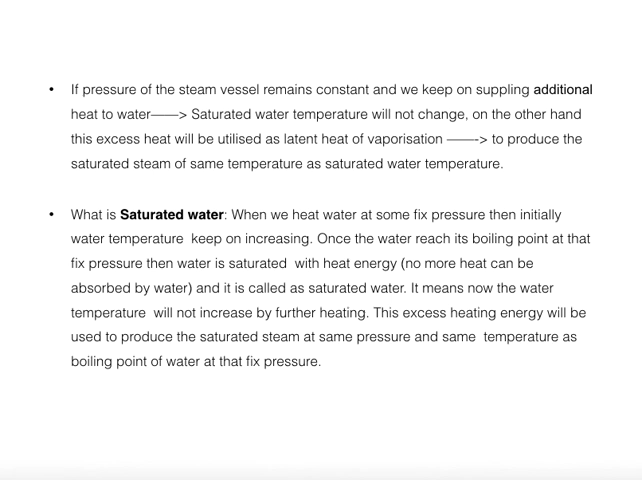 • If pressure of the steam vessel remains constant and we keep on suppling additional
heat to water——> Saturated water temperature will not change, on the other hand
this excess heat will be utilised as latent heat of vaporisation ——-> to produce the
saturated steam of same temperature as saturated water temperature.
• What is Saturated water: When we heat water at some fix pressure then initially
water temperature  keep on increasing. Once the water reach its boiling point at that
fix pressure then water is saturated  with heat energy (no more heat can be
absorbed by water) and it is called as saturated water. It means now the water
temperature  will not increase by further heating. This excess heating energy will be
used to produce the saturated steam at same pressure and same  temperature as
boiling point of water at that fix pressure.